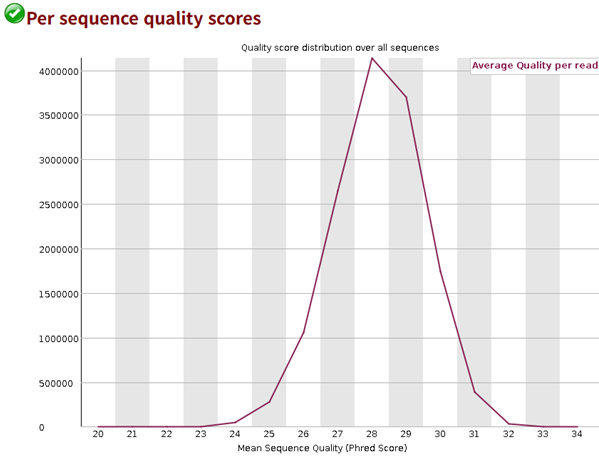 Per sequence quality scores
Quality score distribution over all sequences
Average Quality per read
4000000
3500000
3000000
2500000
2000000
1500000
1000000
500000
0
20 21 22 23 24 25 26 27 28 29 30 31 32 33 34
Mean Sequence Quality (Phred Score)